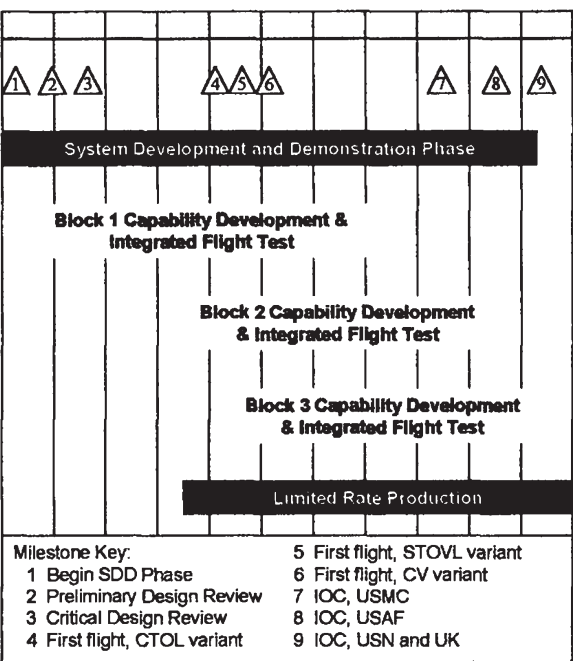 1 2 3 4 5 6 7 8 9
System Development and Demonstration Phase
Block 1 Capability Development &
Integrated Flight Test
Block 2 Capability Development
& Integrated Flight Test
Block 3 Capability Development
& Integrated Flight Test
Limited Rate Production
Milestone Key:
1 Begin SDD Phase
2 Preliminary Design Review
3 Critical Design Review
4 First flight, CTOL variant
5 First flight, STOVL variant
6 First flight, CV variant
7 IOC, USMC
8 IOC, USAF
9 IOC, USN and UK